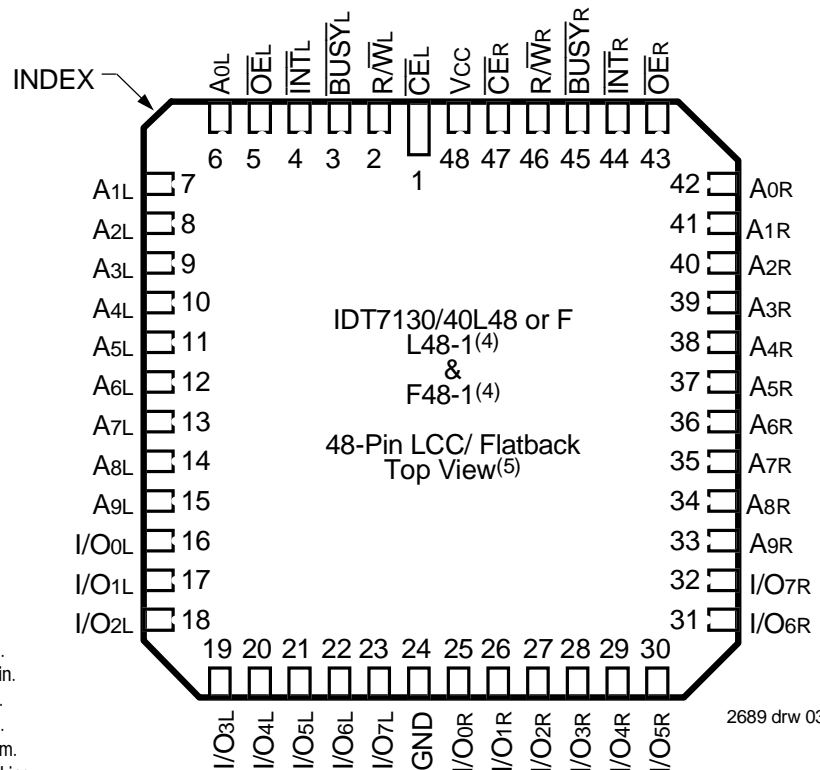 INDEX
A0L
OEL
INTL
BUSYL
R/WL
CEL
VCC
CER
R/WR
BUSYR
INTR
OER
6 5 4 3 2 1 48 47 46 45 44 43
A1L 7
A2L 8
A3L 9
A4L 10
A5L 11
A6L 12
A7L 13
A8L 14
A9L 15
I/O0L 16
I/O1L 17
I/O2L 18
IDT7130/40L48 or F
L48-1(4)
&
F48-1(4)
48-Pin LCC/ Flatback
Top View(5)
42 A0R
41 A1R
40 A2R
39 A3R
38 A4R
37 A5R
36 A6R
35 A7R
34 A8R
33 A9R
32 I/O7R
31 I/O6R
19 20 21 22 23 24 25 26 27 28 29 30
I/O3L
I/O4L
I/O5L
I/O6L
I/O7L
GND
I/O0R
I/O1R
I/O2R
I/O3R
I/O4R
I/O5R
2689 drw 03
in.
m.